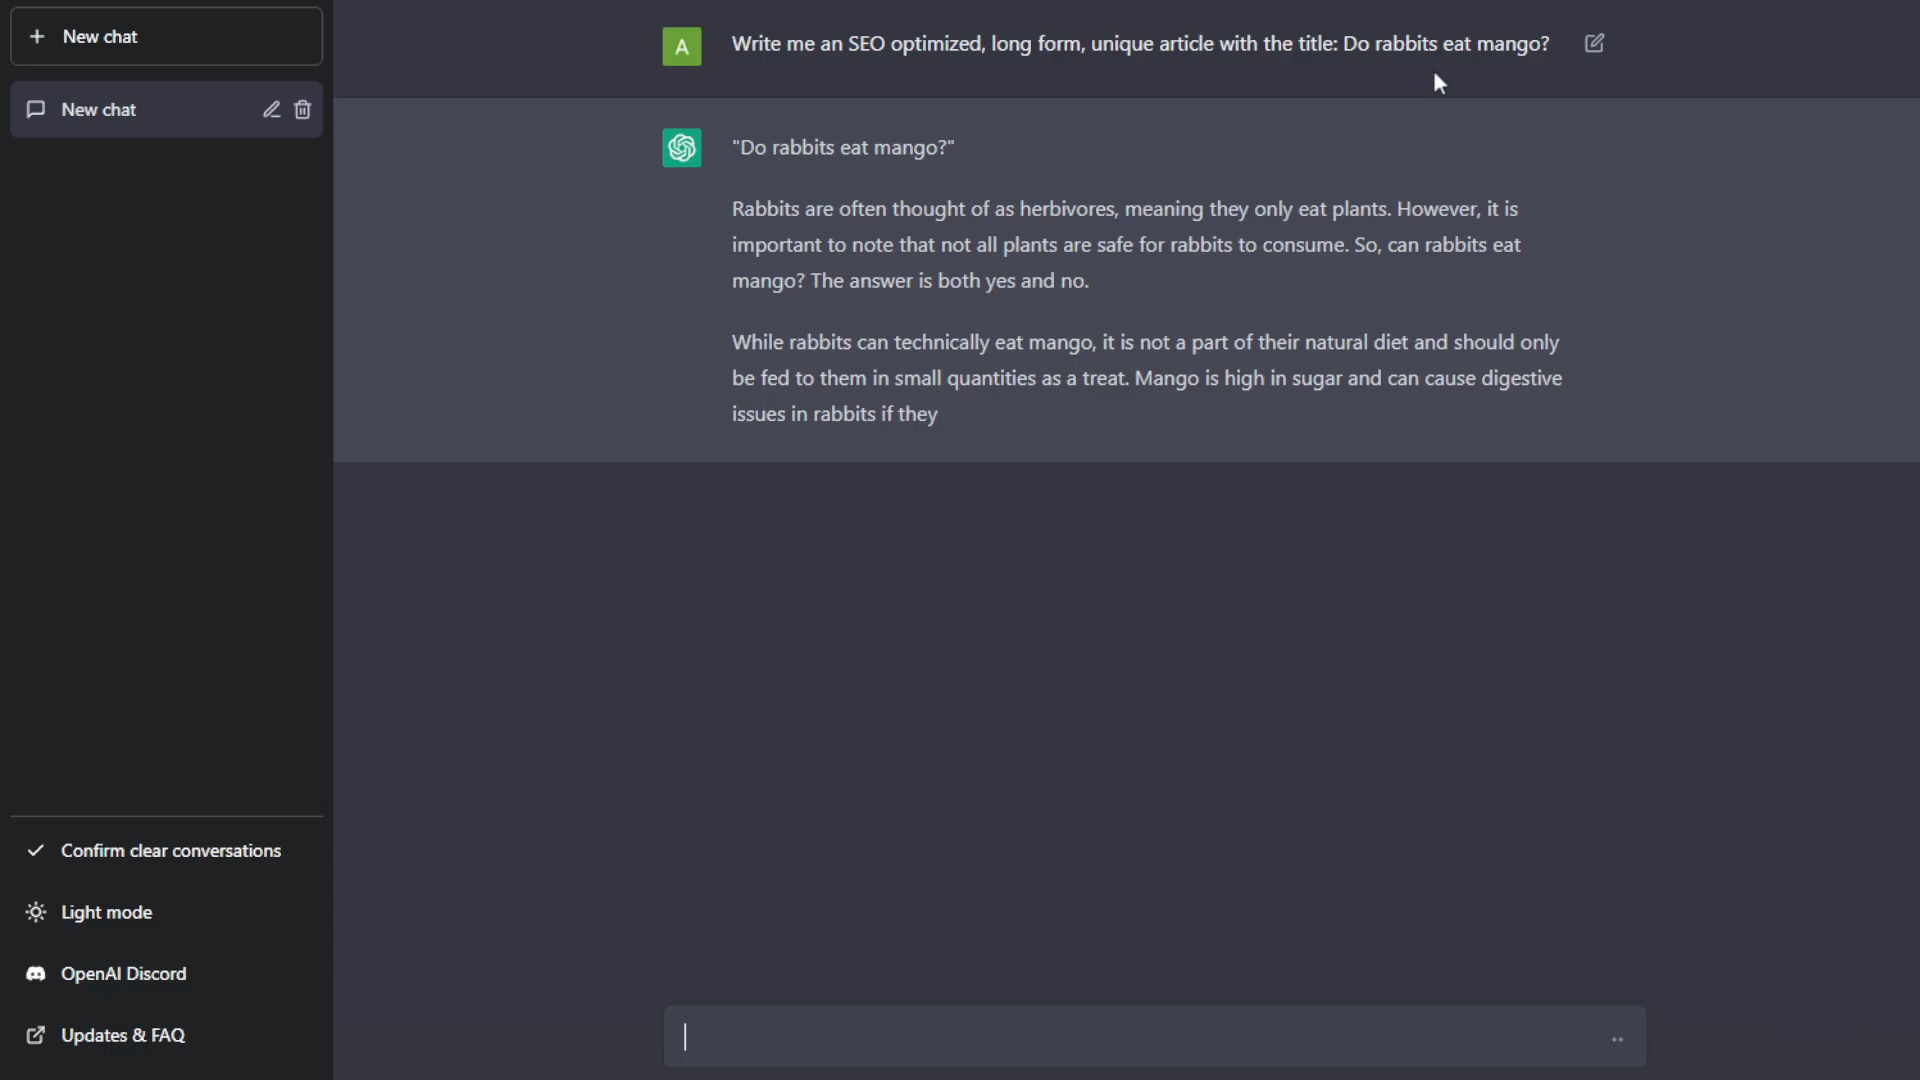 New chat
New chat
Confirm clear conversations
Light mode
OpenAI Discord
Updates & FAQ
A
Write me an SEO optimized, long form, unique article with the title: Do rabbits eat mango?
"Do rabbits eat mango?"
Rabbits are often thought of as herbivores, meaning they only eat plants. However, it is
important to note that not all plants are safe for rabbits to consume. So, can rabbits eat
mango? The answer is both yes and no.
While rabbits can technically eat mango, it is not a part of their natural diet and should only
be fed to them in small quantities as a treat. Mango is high in sugar and can cause digestive
issues in rabbits if they